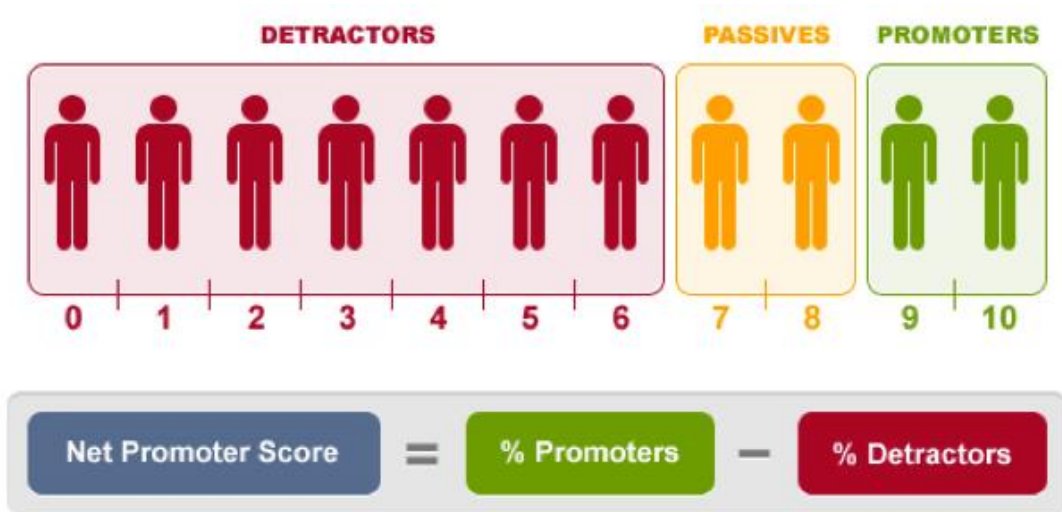 DETRACTORS PASSIVES PROMOTERS
0 1 2 3 4 5 6 7 8 9 10
Net Promoter Score = % Promoters − % Detractors